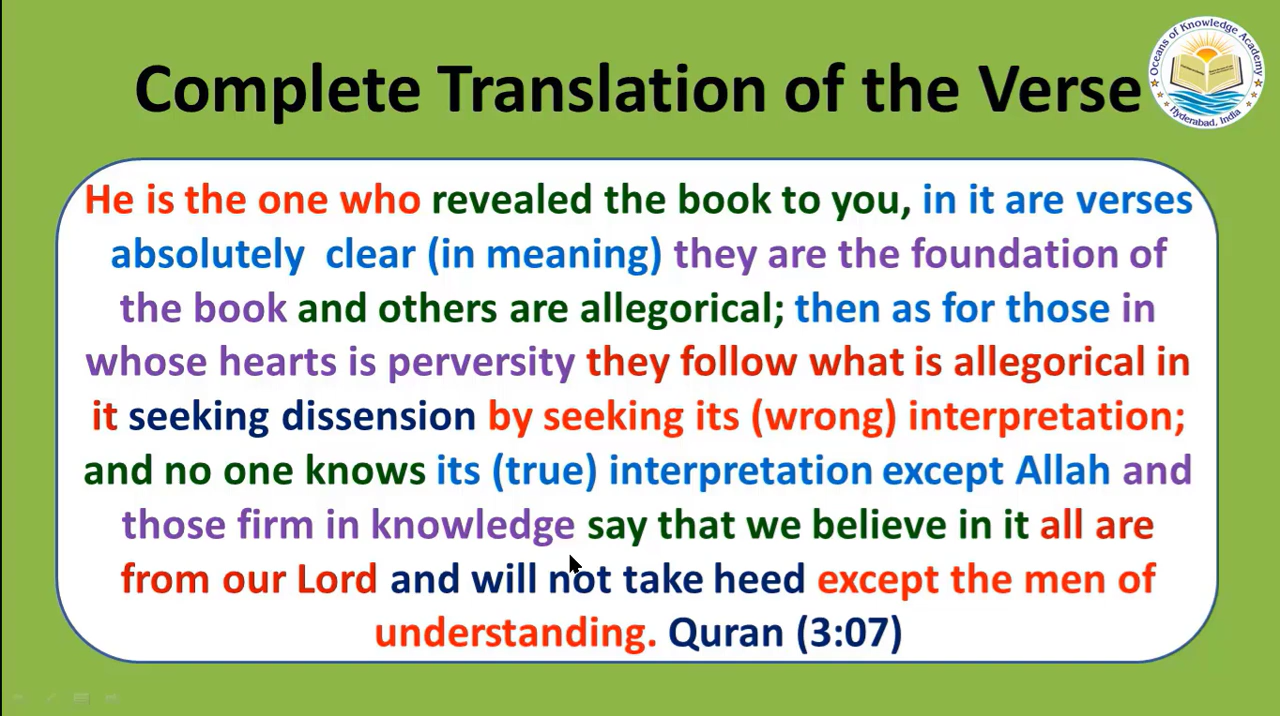 Complete Translation of the Verse
Oceans of Knowledge Academy
Hyderabad, India
He is the one who revealed the book to you, in it are verses
absolutely clear (in meaning) they are the foundation of
the book and others are allegorical; then as for those in
whose hearts is perversity they follow what is allegorical in
it seeking dissension by seeking its (wrong) interpretation;
and no one knows its (true) interpretation except Allah and
those firm in knowledge say that we believe in it all are
from our Lord and will not take heed except the men of
understanding. Quran (3:07)